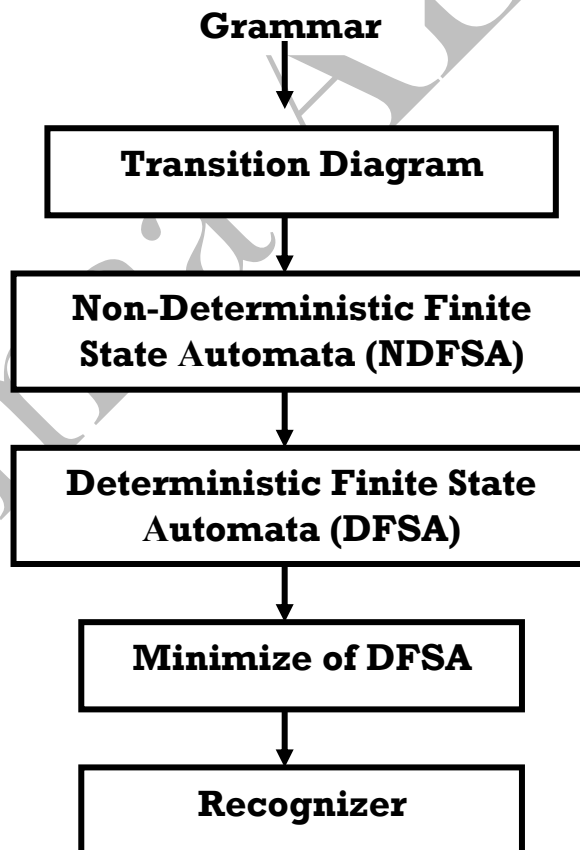 Grammar
Transition Diagram
Non-Deterministic Finite
State Automata (NDFSA)
Deterministic Finite State
Automata (DFSA)
Minimize of DFSA
Recognizer